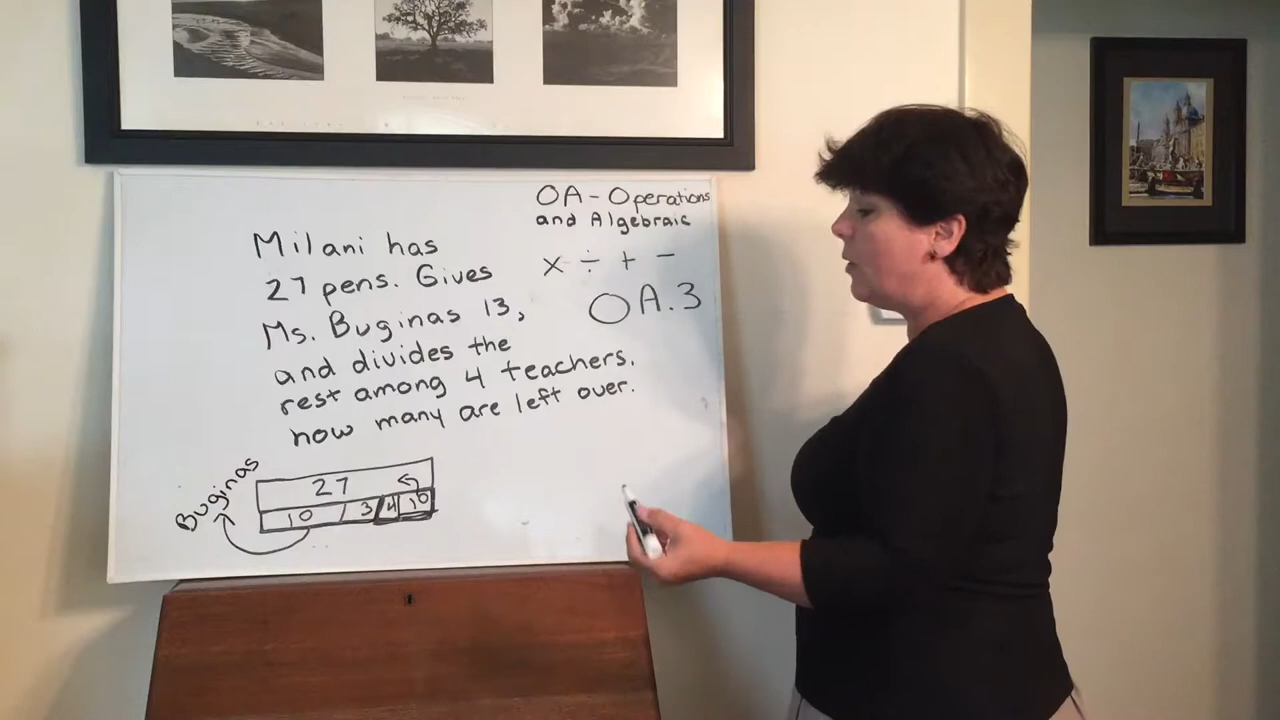 OA - Operations
and Algebraic
x ÷ + -
OA.3
Milani has
27 pens. Gives
Ms. Buginas 13,
and divides the
rest among 4 teachers.
how many are left over.
Buginas
27
10 / 3 4 10